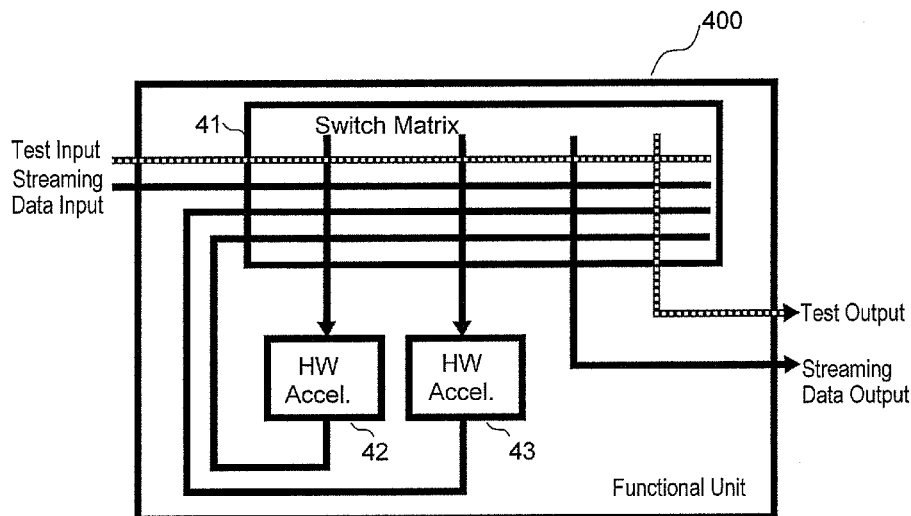 400
41
Switch Matrix
Test Input
Streaming
Data Input
Test Output
HW
Accel.
HW
Accel.
Streaming
Data Output
42
43
Functional Unit